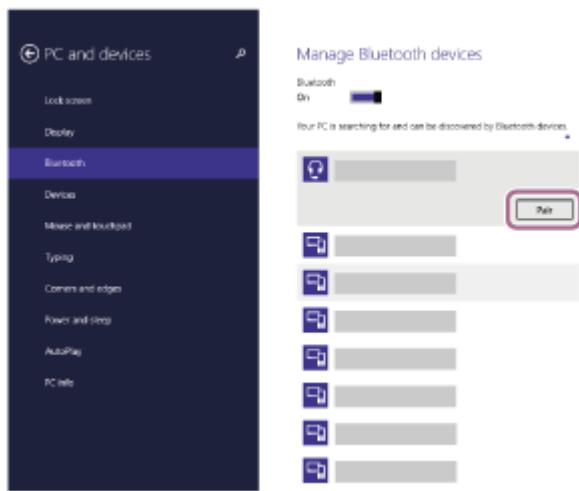 PC and devices
Lock screen
Display
Bluetooth
Devices
Mouse and touchpad
Typing
Corners and edges
Power and sleep
AutoPlay
PC info
Manage Bluetooth devices
Bluetooth
On
Your PC is searching for and can be discovered by Bluetooth devices.
Pair